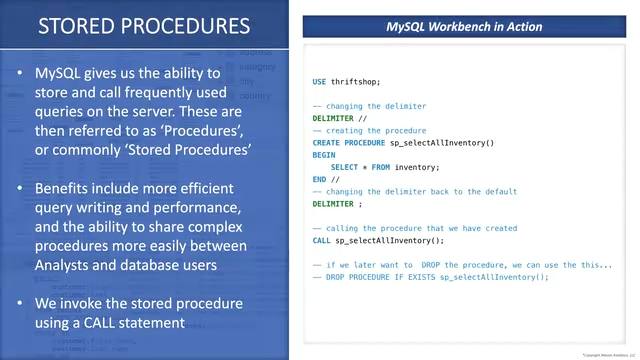 STORED PROCEDURES
• MySQL gives us the ability to
store and call frequently used
queries on the server. These are
then referred to as ‘Procedures’,
or commonly ‘Stored Procedures’
• Benefits include more efficient
query writing and performance,
and the ability to share complex
procedures more easily between
Analysts and database users
• We invoke the stored procedure
using a CALL statement
MySQL Workbench in Action
USE thriftshop;
-- changing the delimiter
DELIMITER //
-- creating the procedure
CREATE PROCEDURE sp_selectAllInventory()
BEGIN
SELECT * FROM inventory;
END //
-- changing the delimiter back to the default
DELIMITER ;
-- calling the procedure that we have created
CALL sp_selectAllInventory();
-- if we later want to  DROP the procedure, we can use the this...
-- DROP PROCEDURE IF EXISTS sp_selectAllInventory();
*Copyright Maven Analytics, LLC